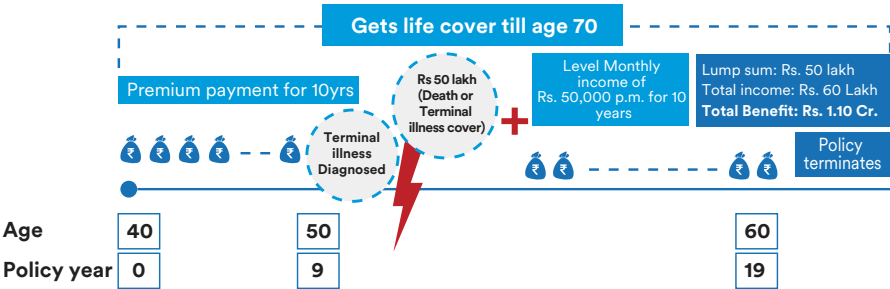 Gets life cover till age 70
Premium payment for 10yrs
Terminal
illness
Diagnosed
Rs 50 lakh
(Death or
Terminal
illness cover)
+
Level Monthly
income of
Rs. 50,000 p.m. for 10
years
Lump sum: Rs. 50 lakh
Total income: Rs. 60 Lakh
Total Benefit: Rs. 1.10 Cr.
₹ ₹ ₹ ₹ ₹
₹ ₹ ₹ ₹
Policy
terminates
Age 40 50 60
Policy year 0 9 19